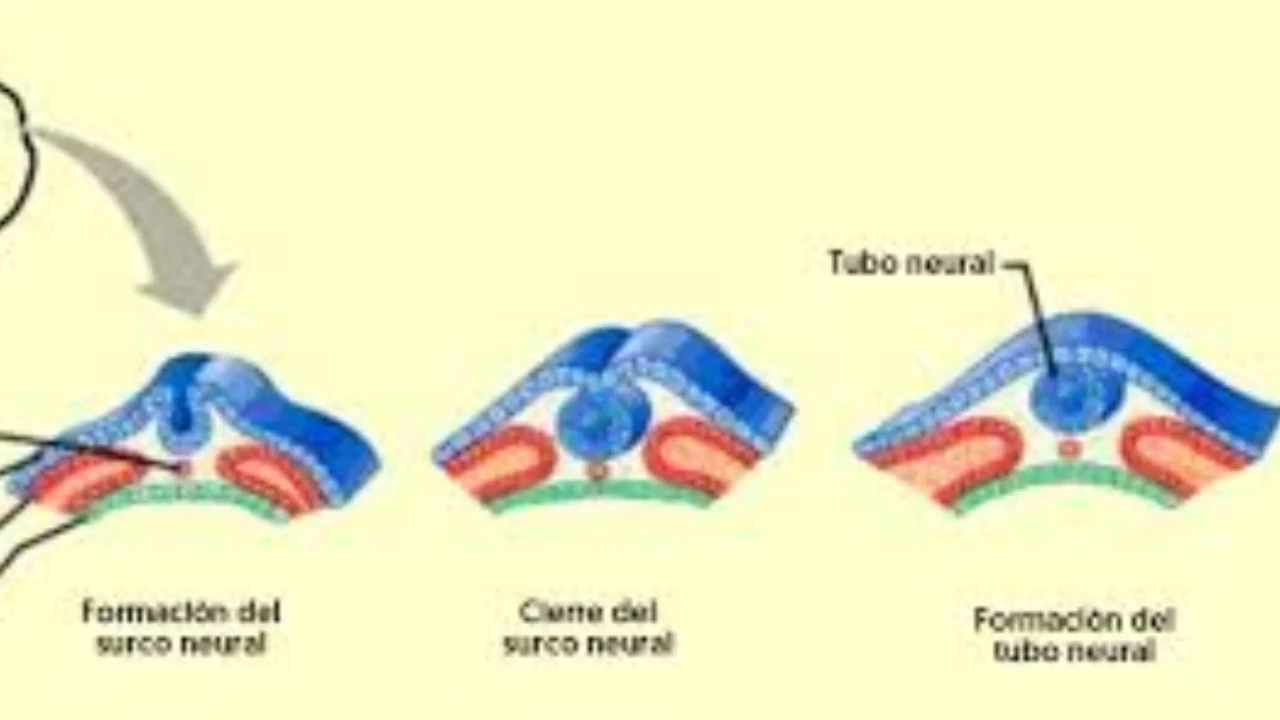 Tubo neural
Formación del
surco neural
Cierre del
surco neural
Formación del
tubo neural